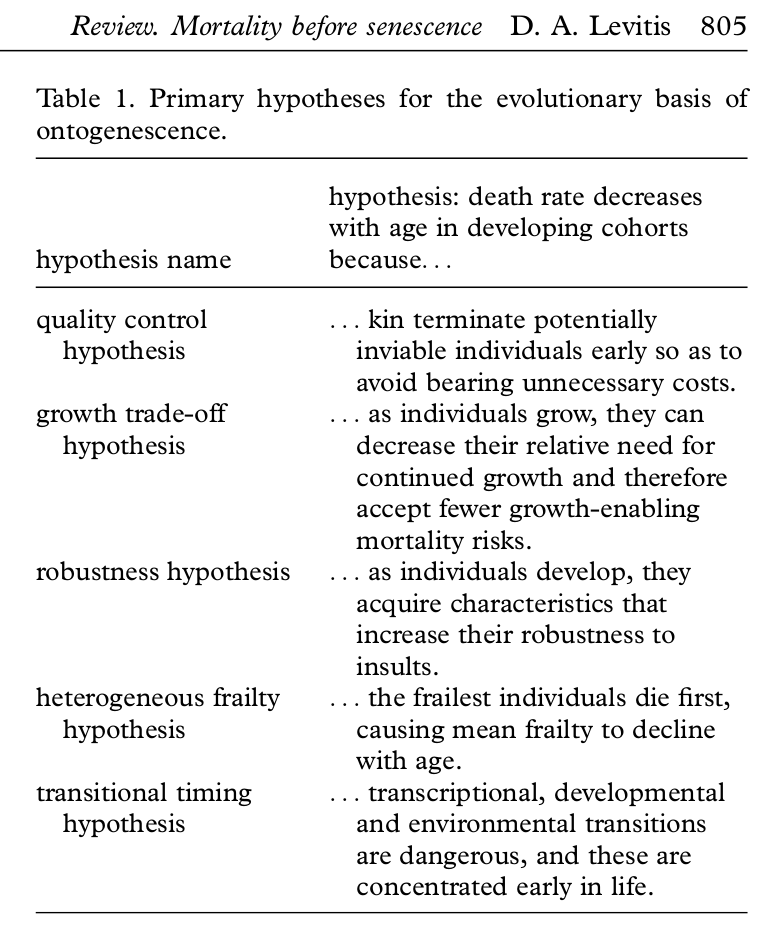 Review. Mortality before senescence D. A. Levitis 805
Table 1. Primary hypotheses for the evolutionary basis of
ontogenescence.
hypothesis: death rate decreases
with age in developing cohorts
hypothesis name because...
quality control ... kin terminate potentially
hypothesis inviable individuals early so as to
avoid bearing unnecessary costs.
growth trade-off ... as individuals grow, they can
hypothesis decrease their relative need for
continued growth and therefore
accept fewer growth-enabling
mortality risks.
robustness hypothesis ... as individuals develop, they
acquire characteristics that
increase their robustness to
insults.
heterogeneous frailty ... the frailest individuals die first,
hypothesis causing mean frailty to decline
with age.
transitional timing ... transcriptional, developmental
hypothesis and environmental transitions
are dangerous, and these are
concentrated early in life.